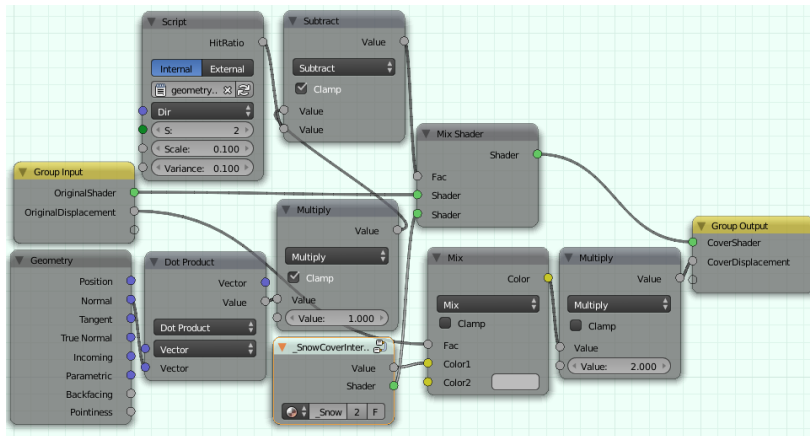 Script
HitRatio
Internal External
geometry..
Dir
S: 2
Scale: 0.100
Variance: 0.100
Subtract
Value
Subtract
Clamp
Value
Value
Mix Shader
Shader
Fac
Shader
Shader
Group Input
OriginalShader
OriginalDisplacement
Geometry
Position
Normal
Tangent
True Normal
Incoming
Parametric
Backfacing
Pointiness
Dot Product
Vector
Value
Dot Product
Vector
Vector
Multiply
Value
Multiply
Clamp
Value
Value: 1.000
_SnowCoverInter..
Value
Shader
_Snow 2 F
Mix
Color
Mix
Clamp
Fac
Color1
Color2
Multiply
Value
Multiply
Clamp
Value
Value: 2.000
Group Output
CoverShader
CoverDisplacement